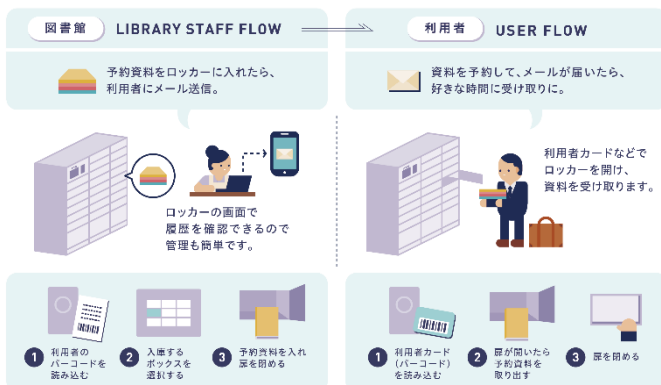 図書館 LIBRARY STAFF FLOW
予約資料をロッカーに入れたら、
利用者にメール送信。
ロッカーの画面で
履歴を確認できるので
管理も簡単です。
1 利用者の
バーコードを
読み込む
2 入庫する
ボックスを
選択する
3 予約資料を入れ
扉を閉める
利用者 USER FLOW
資料を予約して、メールが届いたら、
好きな時間に受け取りに。
利用者カードなどで
ロッカーを開け、
資料を受け取ります。
1 利用者カード
(バーコード)
を読み込む
2 扉が開いたら
予約資料を
取り出す
3 扉を閉める